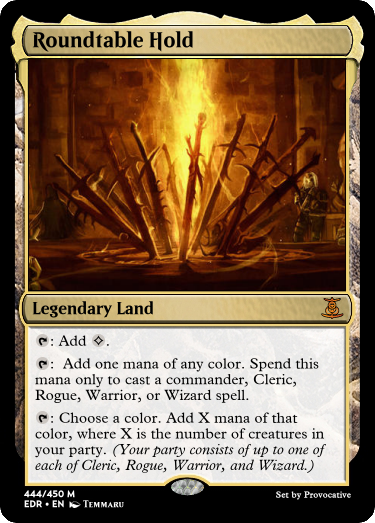 Roundtable Hold
Legendary Land
: Add .
: Add one mana of any color. Spend this
mana only to cast a commander, Cleric,
Rogue, Warrior, or Wizard spell.
: Choose a color. Add X mana of that
color, where X is the number of creatures in
your party. (Your party consists of up to one of
each of Cleric, Rogue, Warrior, and Wizard.)
444/450 M
EDR • EN Temmaru
Set by Provocative